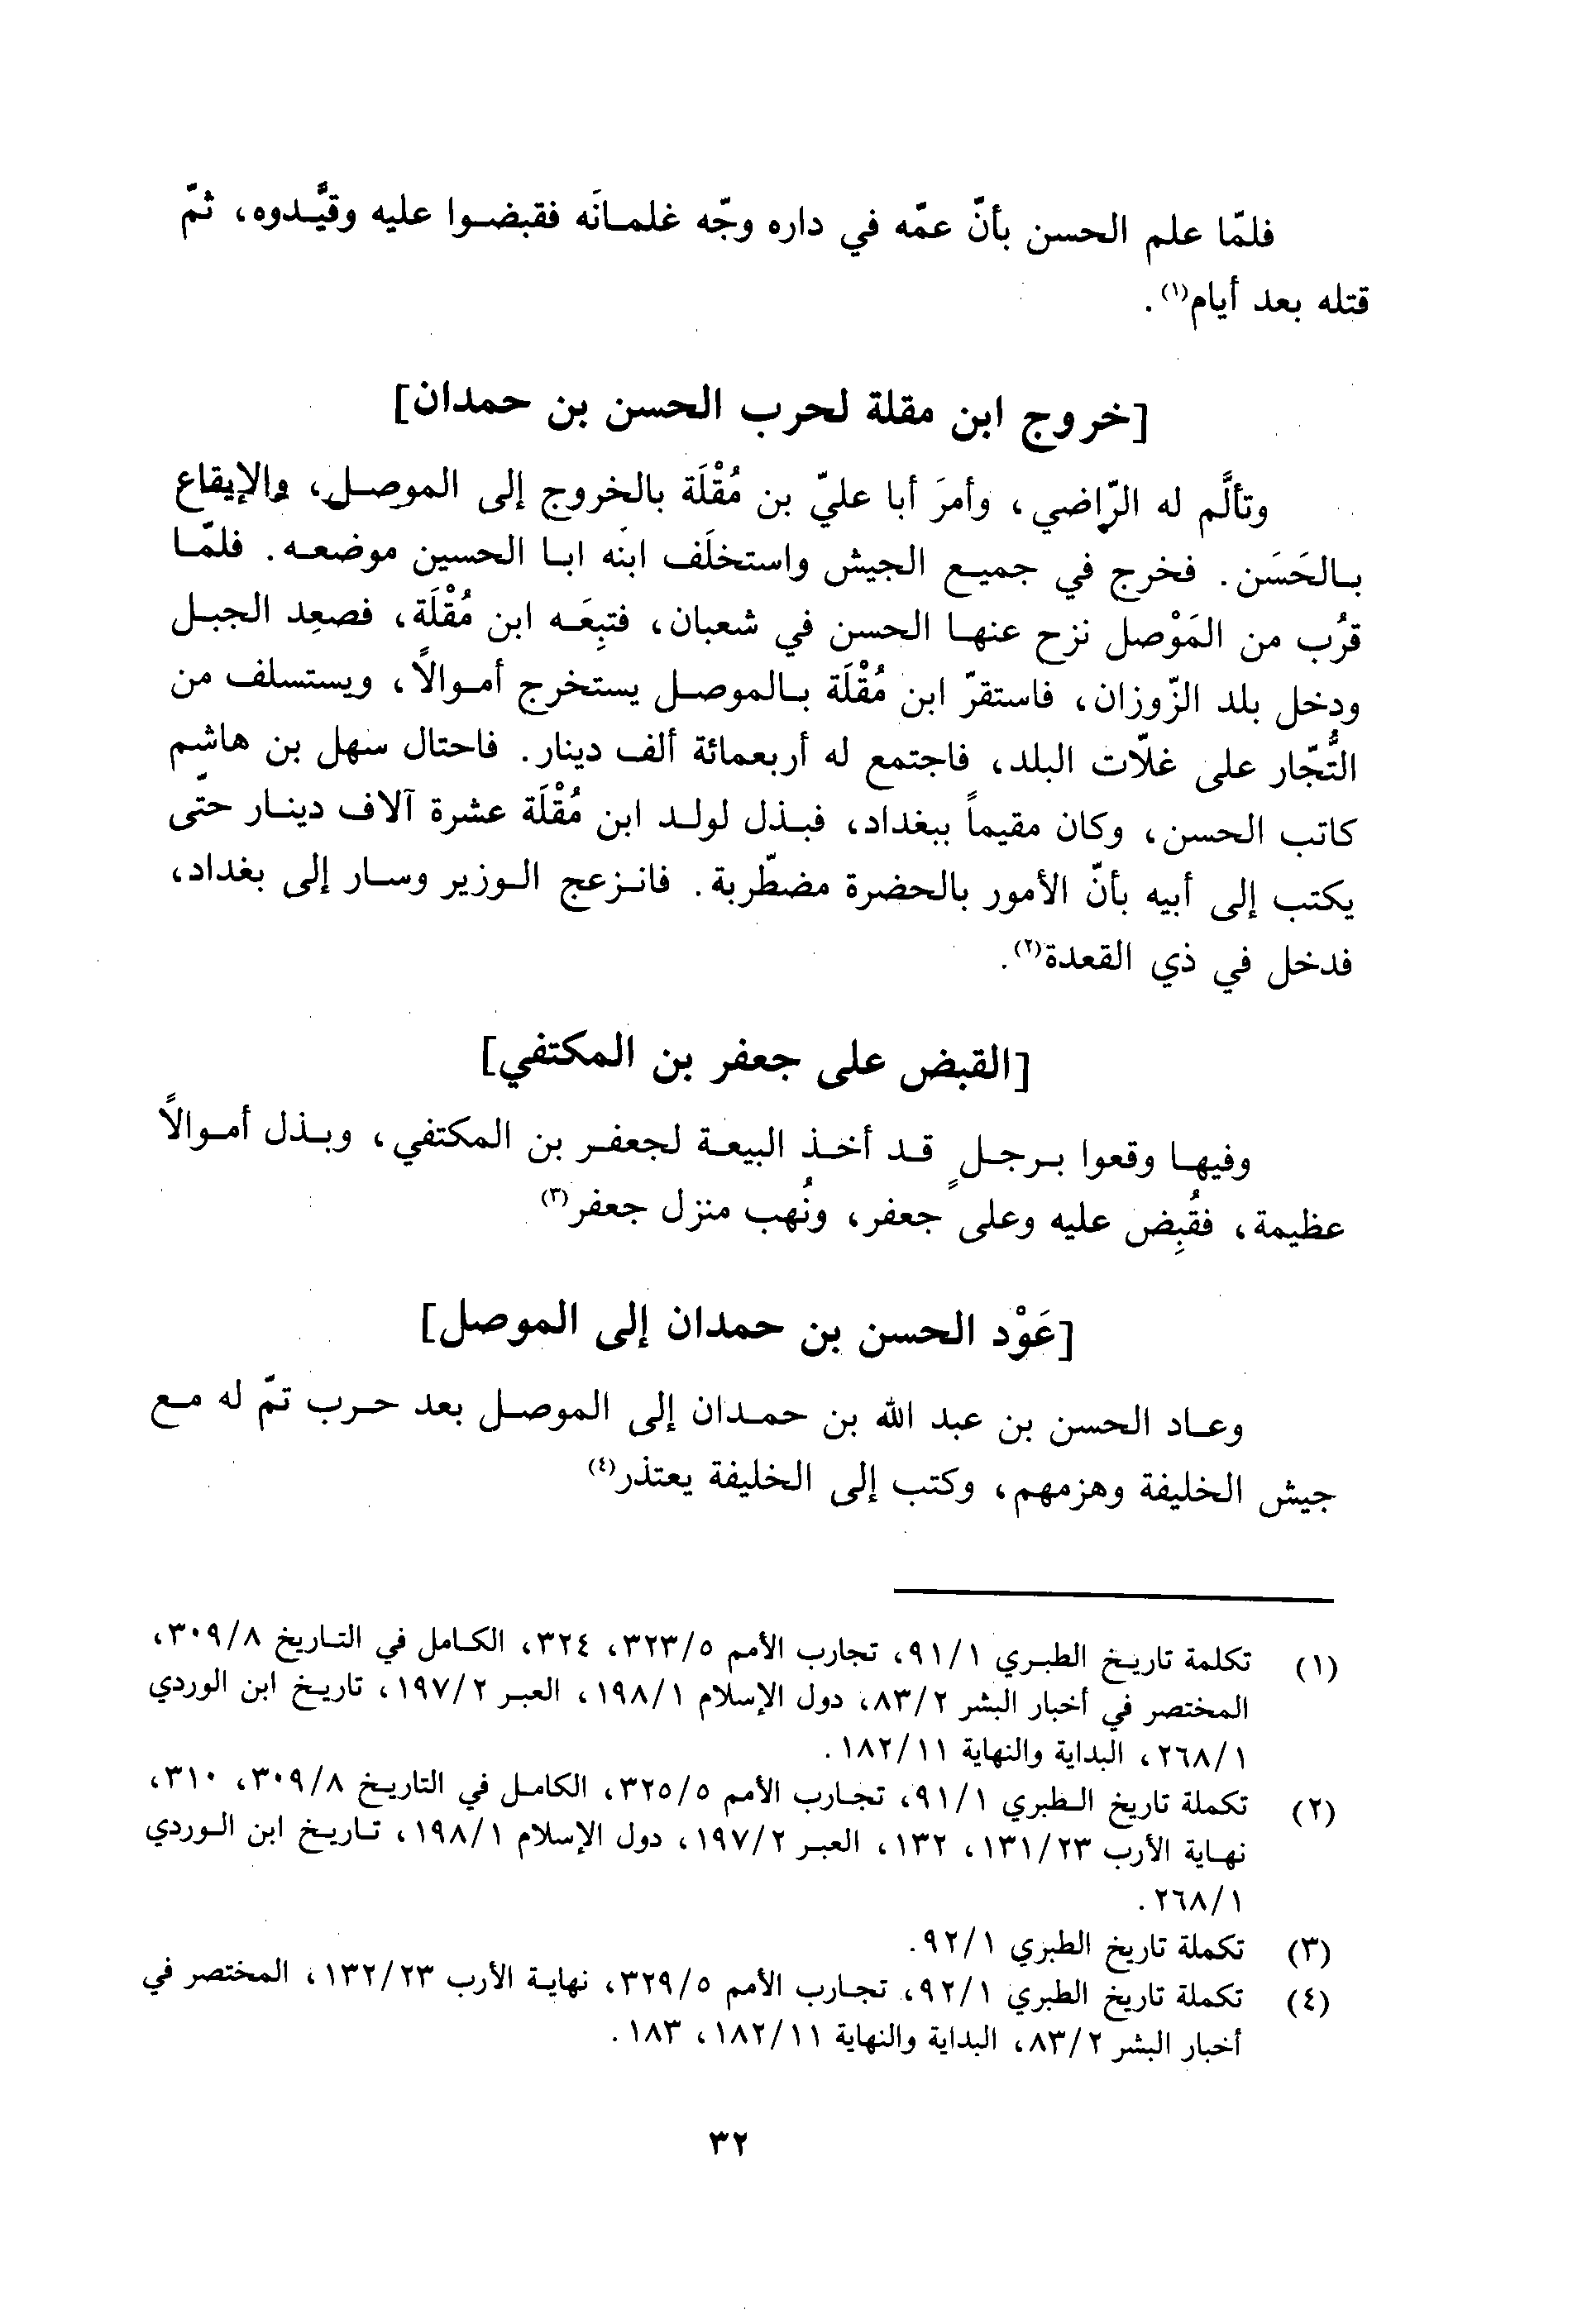 فلمّا علم الحسن بأنّ عمّه في داره وجّه غلمانَه فقبضوا عليه وقيَّدوه، ثمّ
قتله بعد أيام(١).
[خروج ابن مقلة لحرب الحسن بن حمدان]
وتألَّم له الرّاضي، وأمرَ أبا عليّ بن مُقْلَة بالخروج إلى الموصل، والإيقاع
بالحَسَن. فخرج في جميع الجيش واستخلَف ابنه ابا الحسين موضعه. فلمّا
قرُب من المَوْصل نزح عنها الحسن في شعبان، فتبِعَه ابن مُقْلَة، فصعِد الجبل
ودخل بلد الزّوزان، فاستقرّ ابن مُقْلَة بالموصل يستخرج أموالاً، ويستسلف من
التُّجّار على غلّات البلد، فاجتمع له أربعمائة ألف دينار. فاحتال سهل بن هاشم
كاتب الحسن، وكان مقيماً ببغداد، فبذل لولد ابن مُقْلَة عشرة آلاف دينار حتّى
يكتب إلى أبيه بأنّ الأمور بالحضرة مضطّربة. فانزعج الوزير وسار إلى بغداد،
فدخل في ذي القعدة(٢).
[القبض على جعفر بن المكتفي]
وفيها وقعوا برجلٍ قد أخذ البيعة لجعفر بن المكتفي، وبذل أموالاً
عظيمة، فقُبِض عليه وعلى جعفر، ونُهب منزل جعفر(٣)
[عَوْد الحسن بن حمدان إلى الموصل]
وعاد الحسن بن عبد الله بن حمدان إلى الموصل بعد حرب تمّ له مع
جيش الخليفة وهزمهم، وكتب إلى الخليفة يعتذر(٤)
(١) تكلمة تاريخ الطبري ٩١/١، تجارب الأمم ٣٢٣/٥، ٣٢٤، الكامل في التاريخ ٣٠٩/٨،
المختصر في أخبار البشر ٨٣/٢، دول الإسلام ١٩٨/١، العبر ١٩٧/٢، تاريخ ابن الوردي
٢٦٨/١، البداية والنهاية ١٨٢/١١.
(٢) تكملة تاريخ الطبري ٩١/١، تجارب الأمم ٣٢٥/٥، الكامل في التاريخ ٣٠٩/٨، ٣١٠،
نهاية الأرب ١٣١/٢٣، ١٣٢، العبر ١٩٧/٢، دول الإسلام ١٩٨/١، تاريخ ابن الوردي
٢٦٨/١.
(٣) تكملة تاريخ الطبري ٩٢/١.
(٤) تكملة تاريخ الطبري ٩٢/١، تجارب الأمم ٣٢٩/٥، نهاية الأرب ١٣٢/٢٣، المختصر في
أخبار البشر ٨٣/٢، البداية والنهاية ١٨٢/١١، ١٨٣.
٣٢